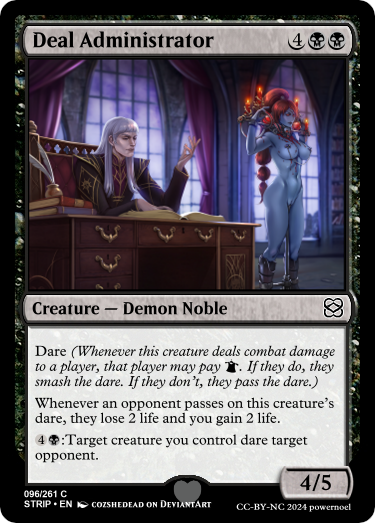 Deal Administrator 4
Creature — Demon Noble
Dare (Whenever this creature deals combat damage
to a player, that player may pay . If they do, they
smash the dare. If they don't, they pass the dare.)
Whenever an opponent passes on this creature's
dare, they lose 2 life and you gain 2 life.
4 :Target creature you control dare target
opponent.
4/5
096/261 C
STRIP • EN COZSHEDEAD ON DEVIANTART
CC-BY-NC 2024 powernoel